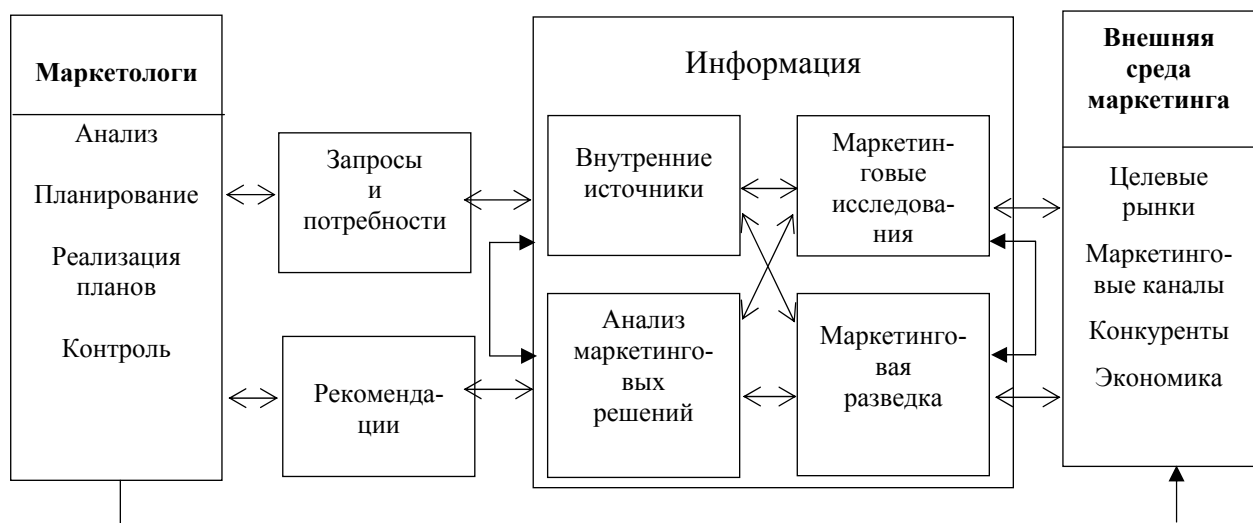 Маркетологи
Анализ
Планирование
Реализация
планов
Контроль
Запросы
и
потребности
Рекоменда-
ции
Информация
Внутренние
источники
Маркетин-
говые
исследова-
ния
Анализ
маркетинго-
вых
решений
Маркетинго-
вая
разведка
Внешняя
среда
маркетинга
Целевые
рынки
Маркетинго-
вые каналы
Конкуренты
Экономика